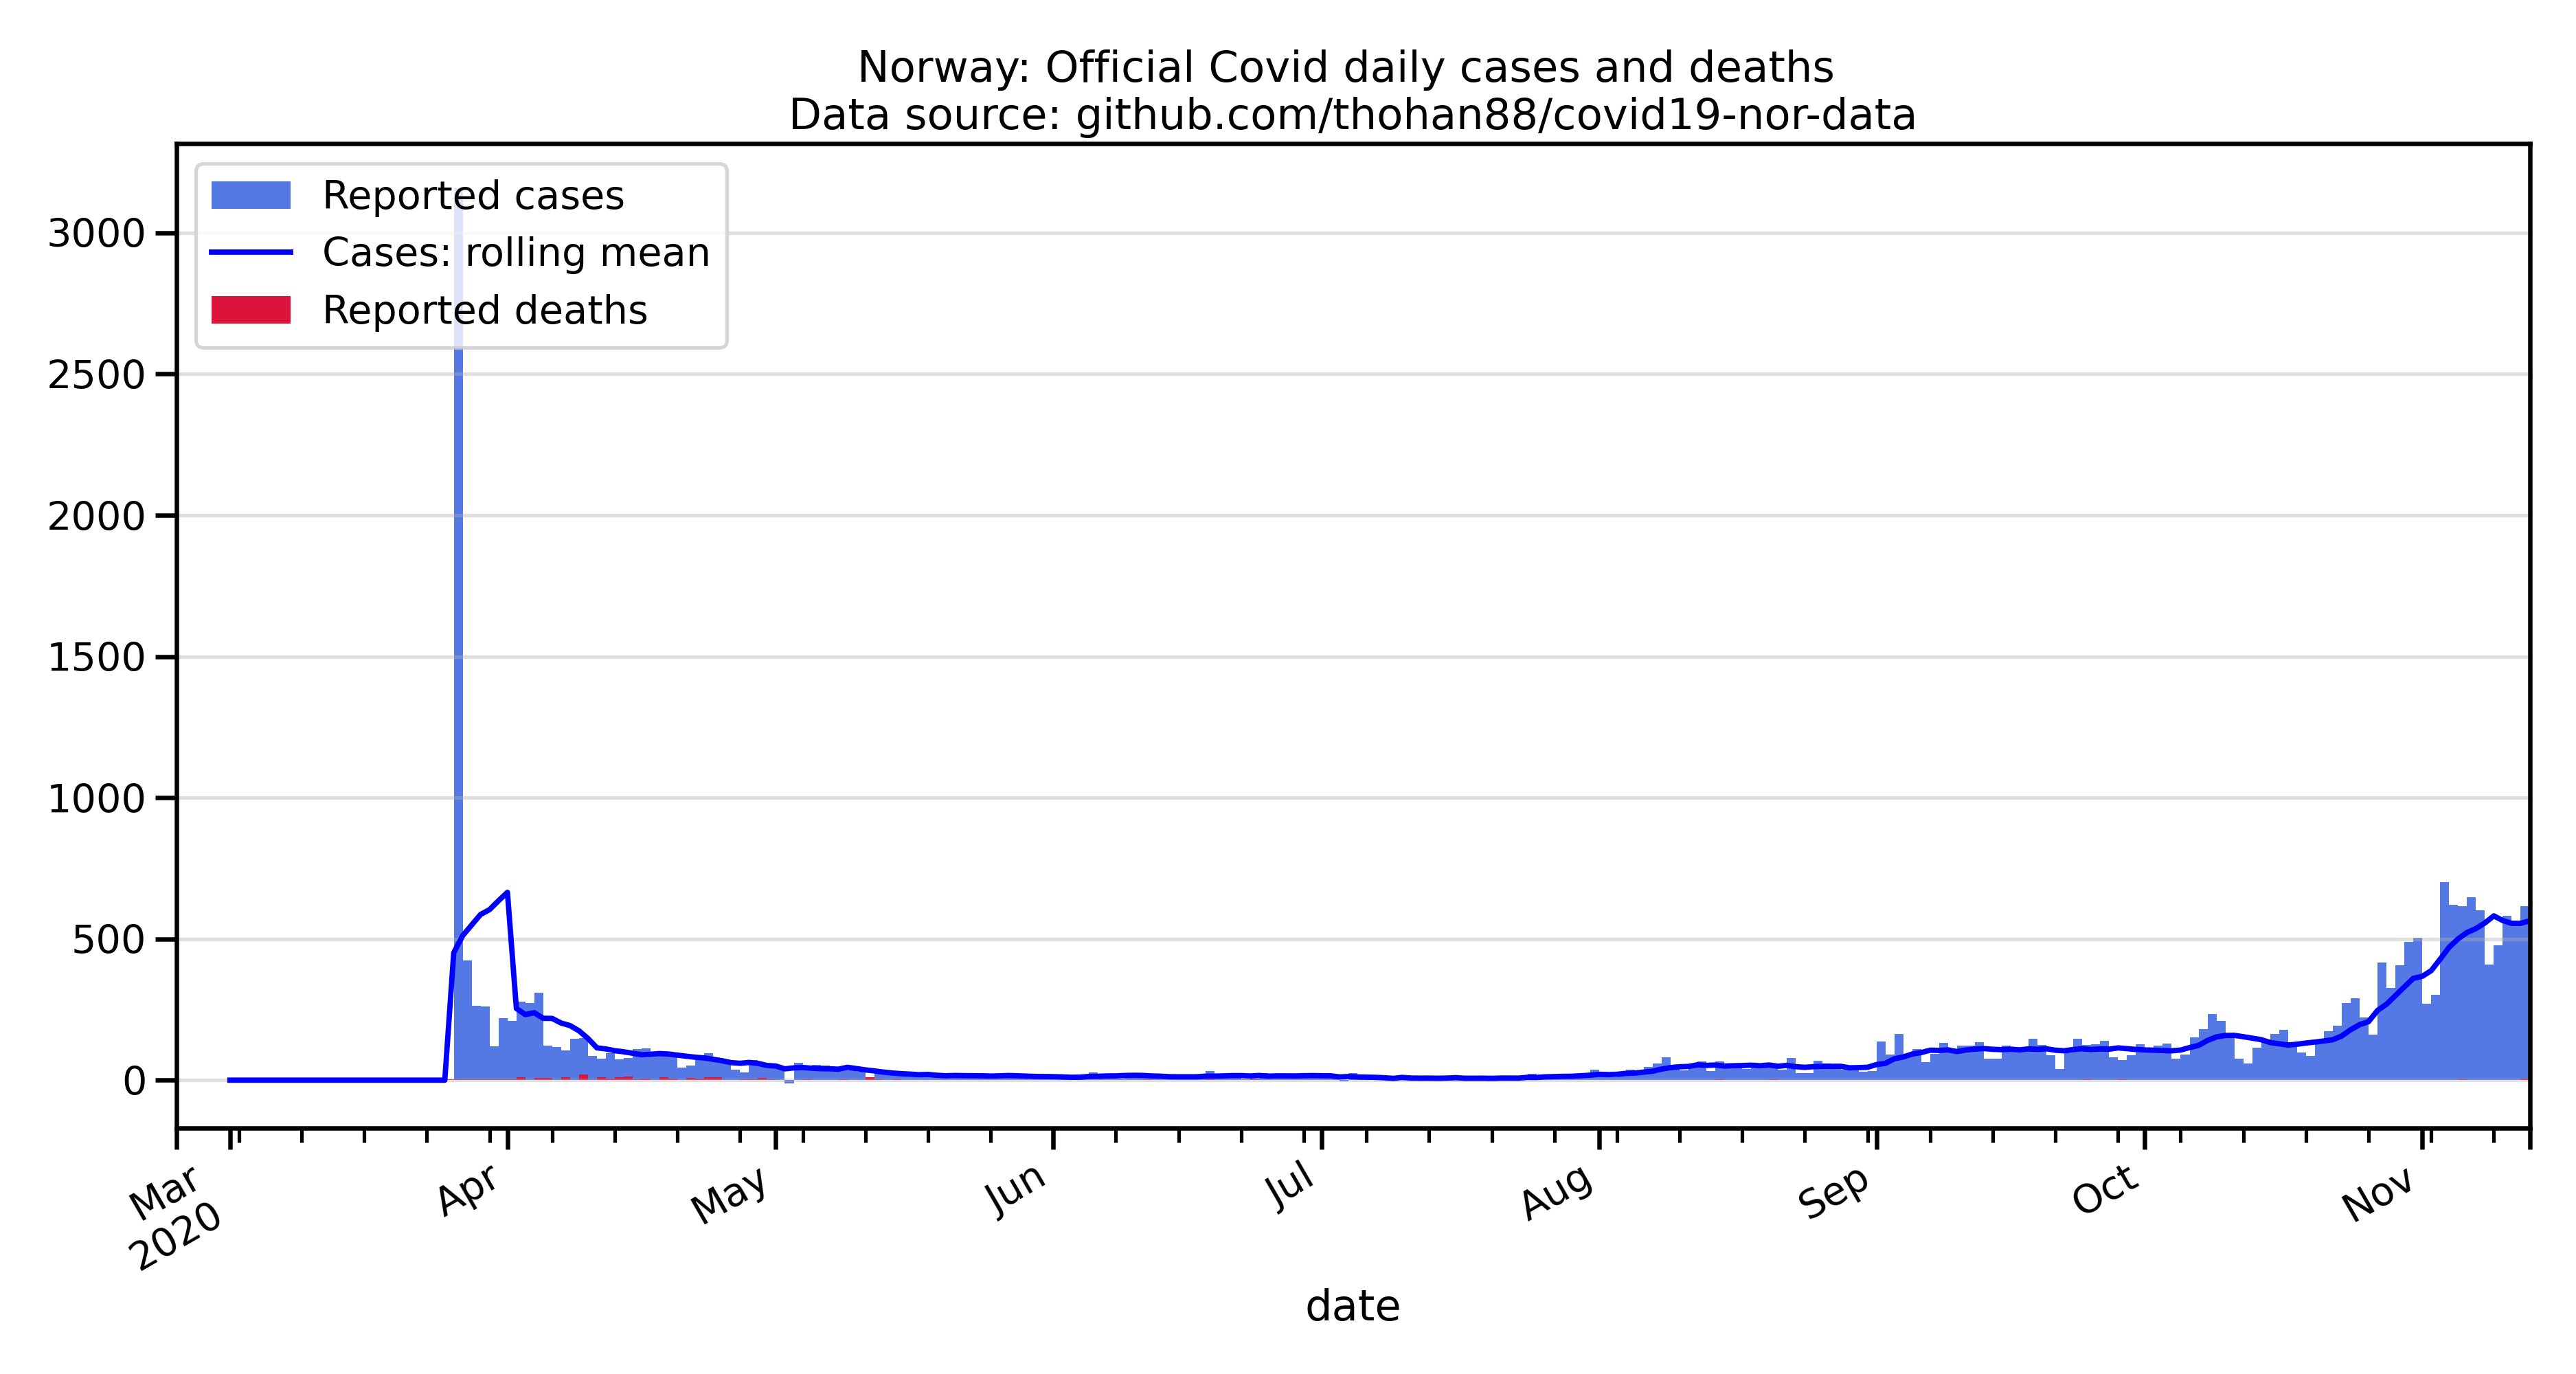 Norway: Official Covid daily cases and deaths
Data source: github.com/thohan88/covid19-nor-data
Reported cases
Cases: rolling mean
Reported deaths
3000
2500
2000
1500
1000
500
0
Mar
2020
Apr
May
Jun
Jul
Aug
Sep
Oct
Nov
date